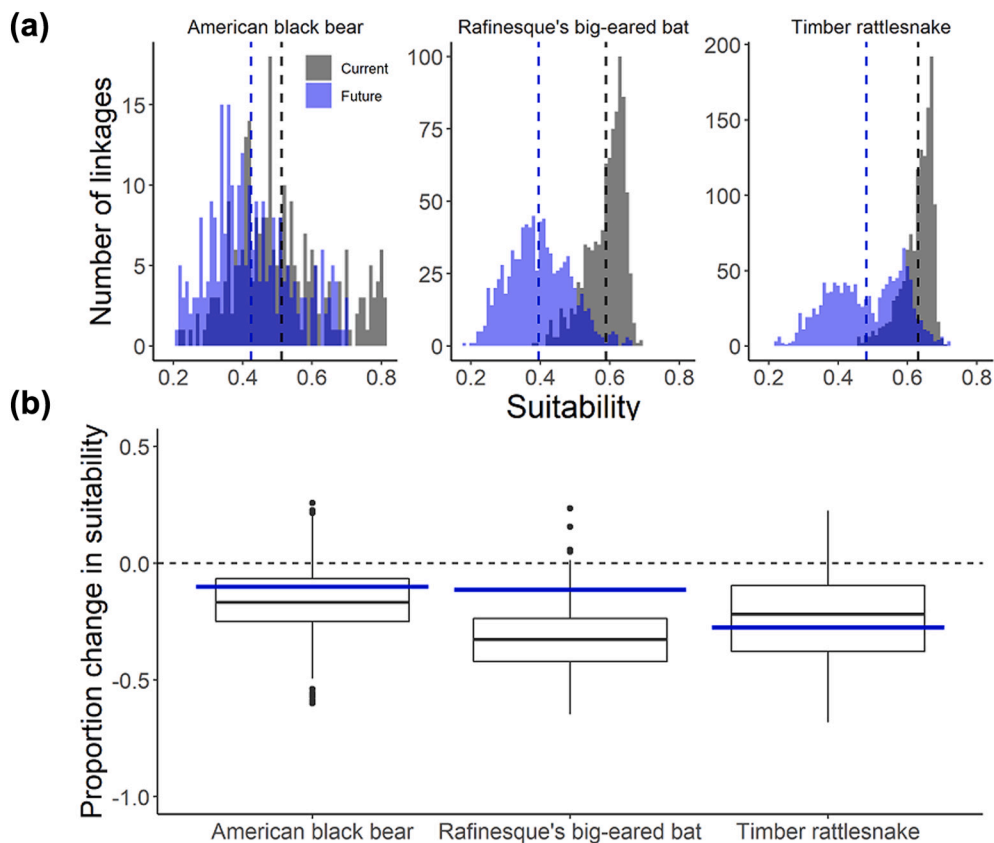 (a)
American black bear
Rafinesque's big-eared bat
Timber rattlesnake
Current
Future
Number of linkages
15
10
5
0
100
75
50
25
0
200
150
100
50
0
0.2 0.4 0.6 0.8
0.2 0.4 0.6 0.8
0.2 0.4 0.6 0.8
Suitability
(b)
Proportion change in suitability
0.5
0.0
-0.5
-1.0
American black bear
Rafinesque's big-eared bat
Timber rattlesnake